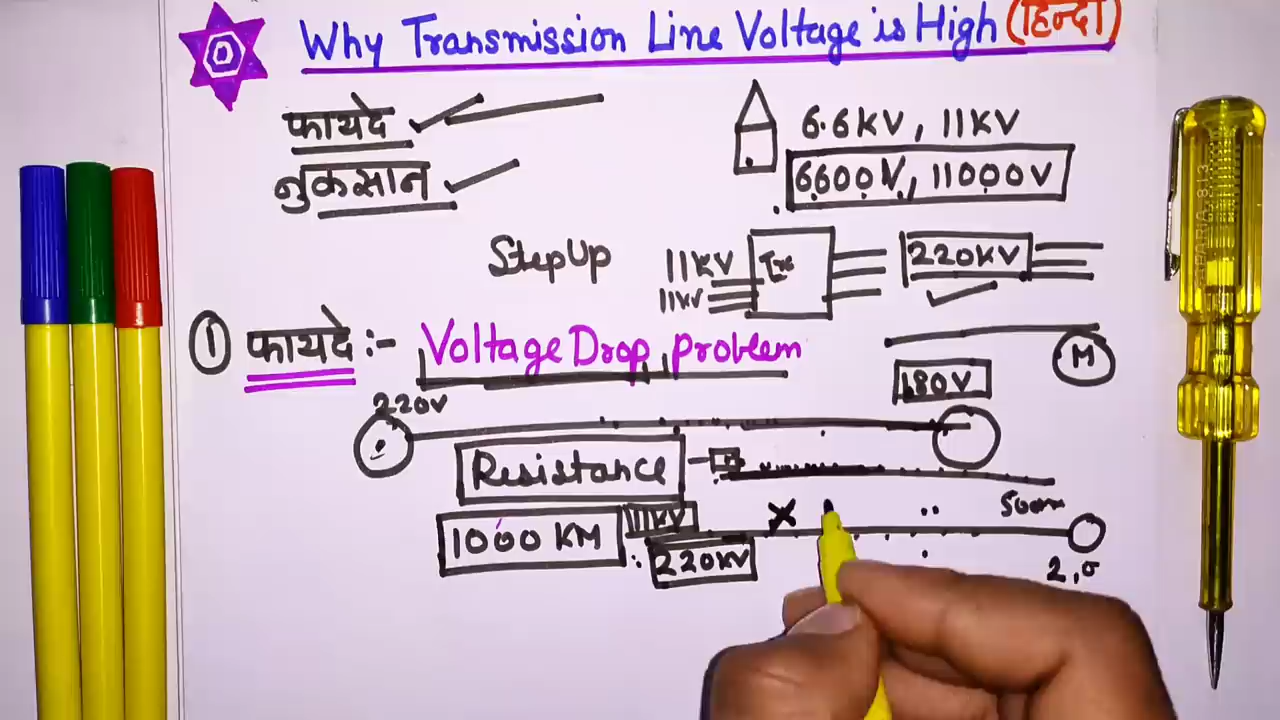 Why Transmission Line Voltage is High (हिन्दी)
फायदे
6.6KV, 11KV
नुकसान
6600V, 11000V
StepUp
11KV
Tx
220KV
11KV
① फायदे :- Voltage Drop Problem
M
180V
220V
Resistance
1000 KM
11KV
220KV